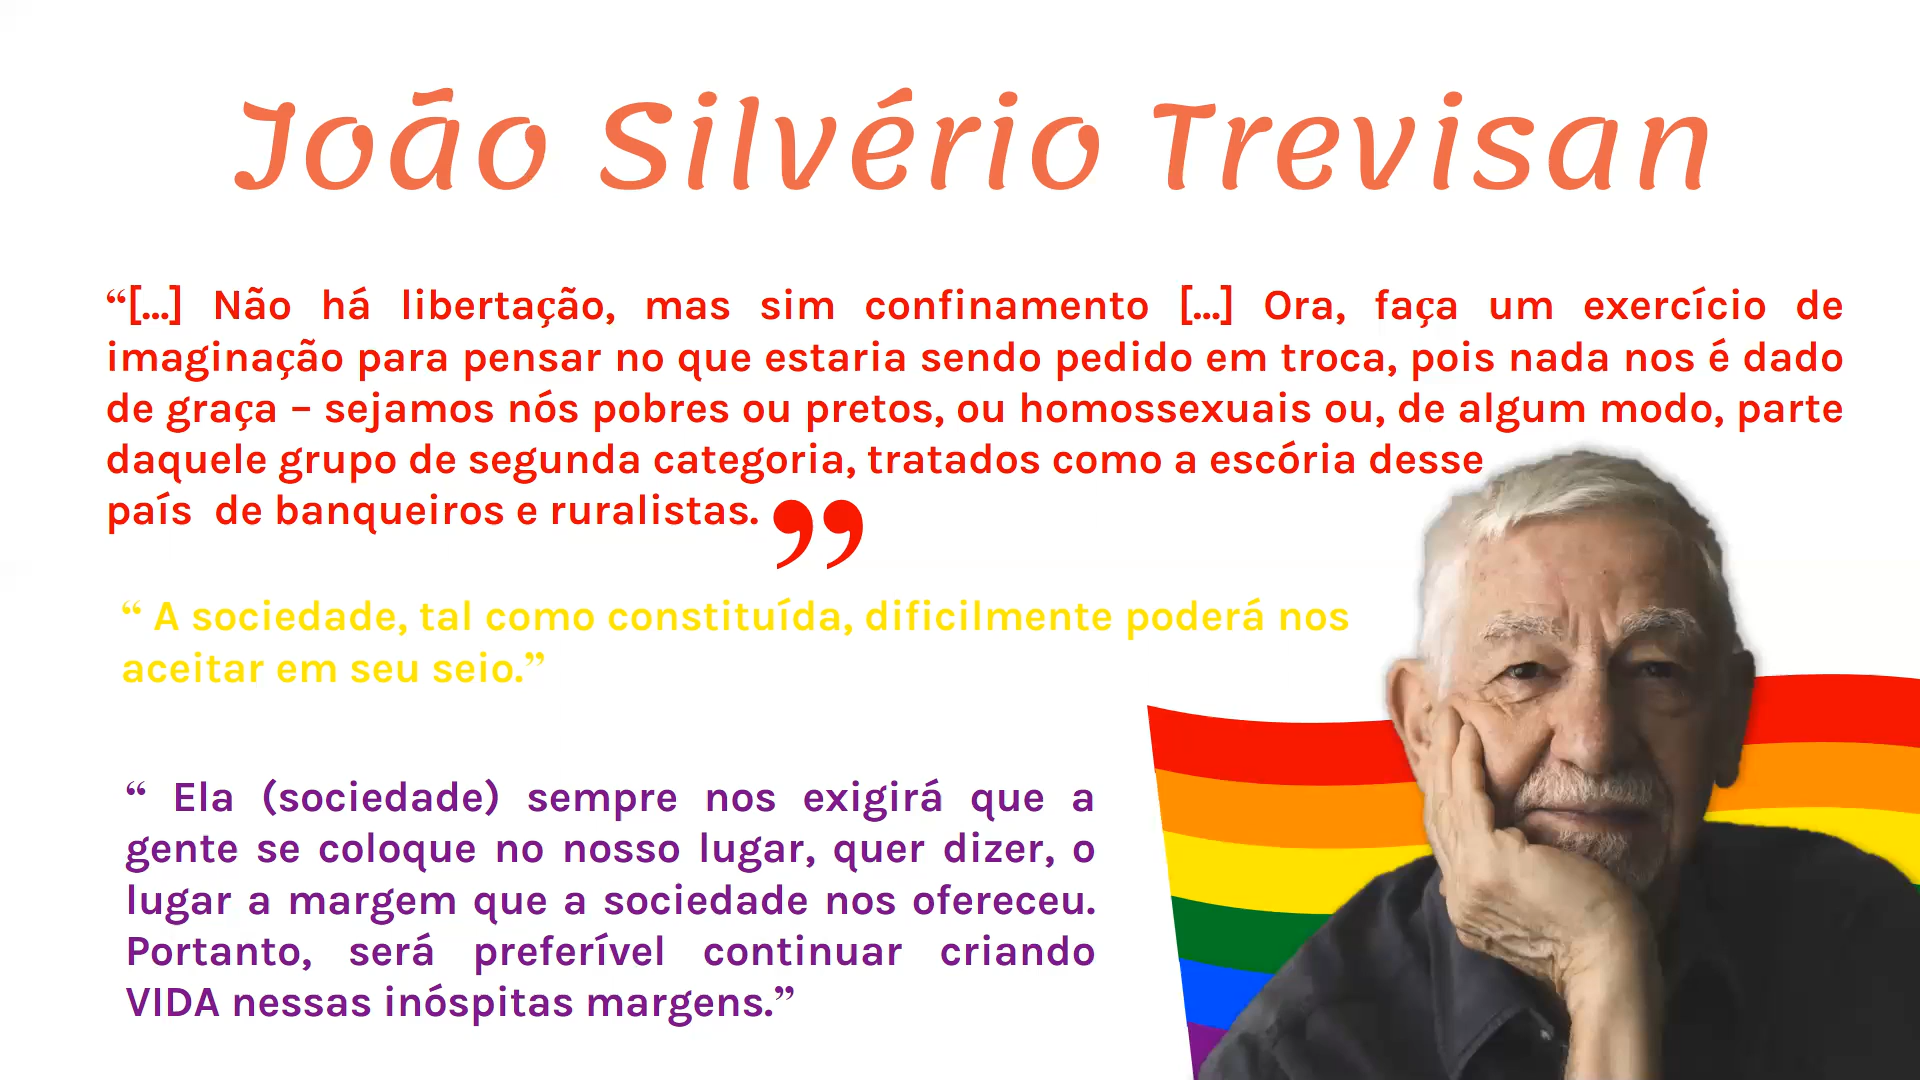 João Silvério Trevisan
“[...] Não há libertação, mas sim confinamento [...] Ora, faça um exercício de
imaginação para pensar no que estaria sendo pedido em troca, pois nada nos é dado
de graça – sejamos nós pobres ou pretos, ou homossexuais ou, de algum modo, parte
daquele grupo de segunda categoria, tratados como a escória desse
país de banqueiros e ruralistas. ”
“ A sociedade, tal como constituída, dificilmente poderá nos
aceitar em seu seio.”
“ Ela (sociedade) sempre nos exigirá que a
gente se coloque no nosso lugar, quer dizer, o
lugar a margem que a sociedade nos ofereceu.
Portanto, será preferível continuar criando
VIDA nessas inóspitas margens.”